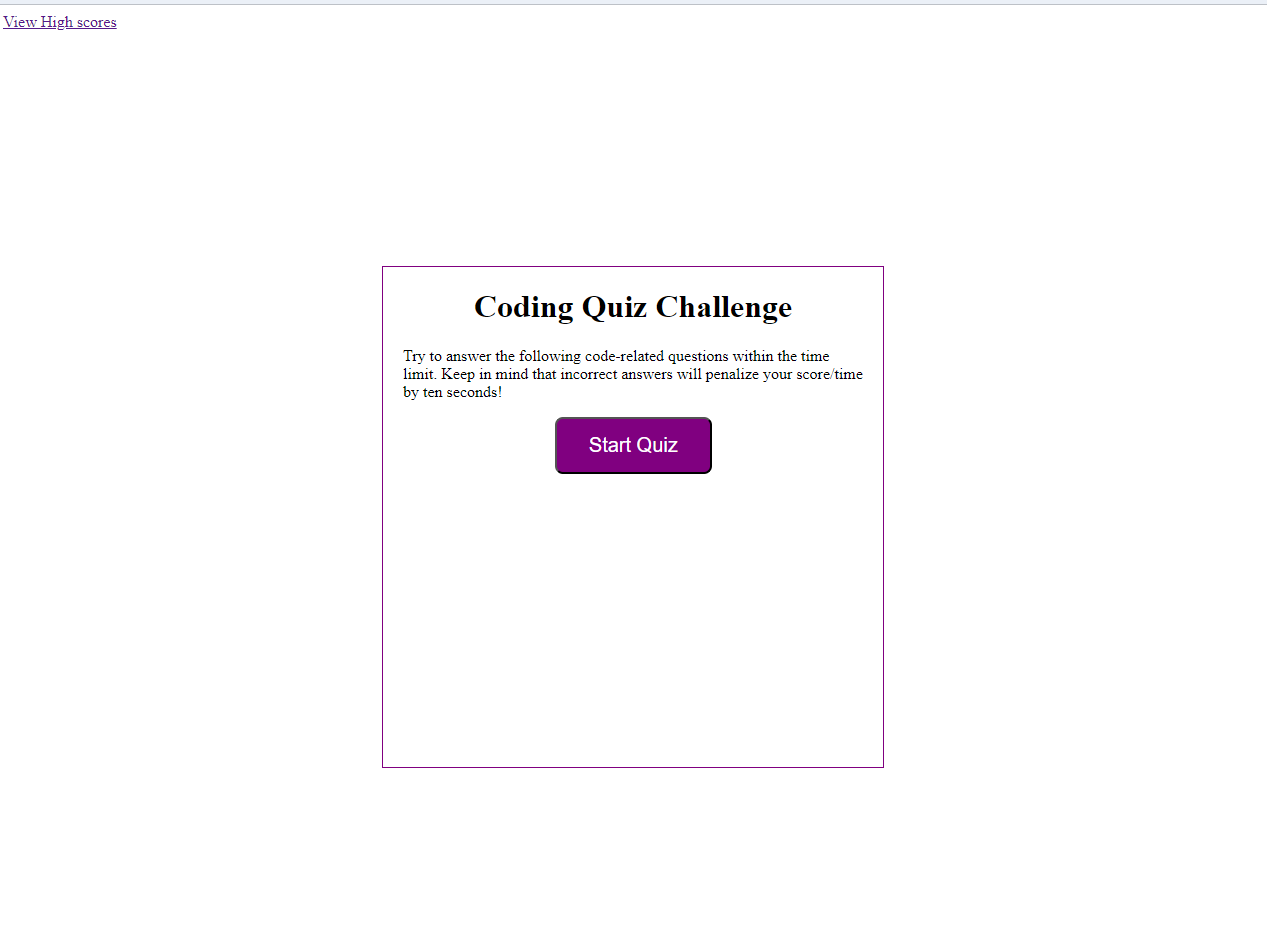 View High scores
Coding Quiz Challenge
Try to answer the following code-related questions within the time
limit. Keep in mind that incorrect answers will penalize your score/time
by ten seconds!
Start Quiz